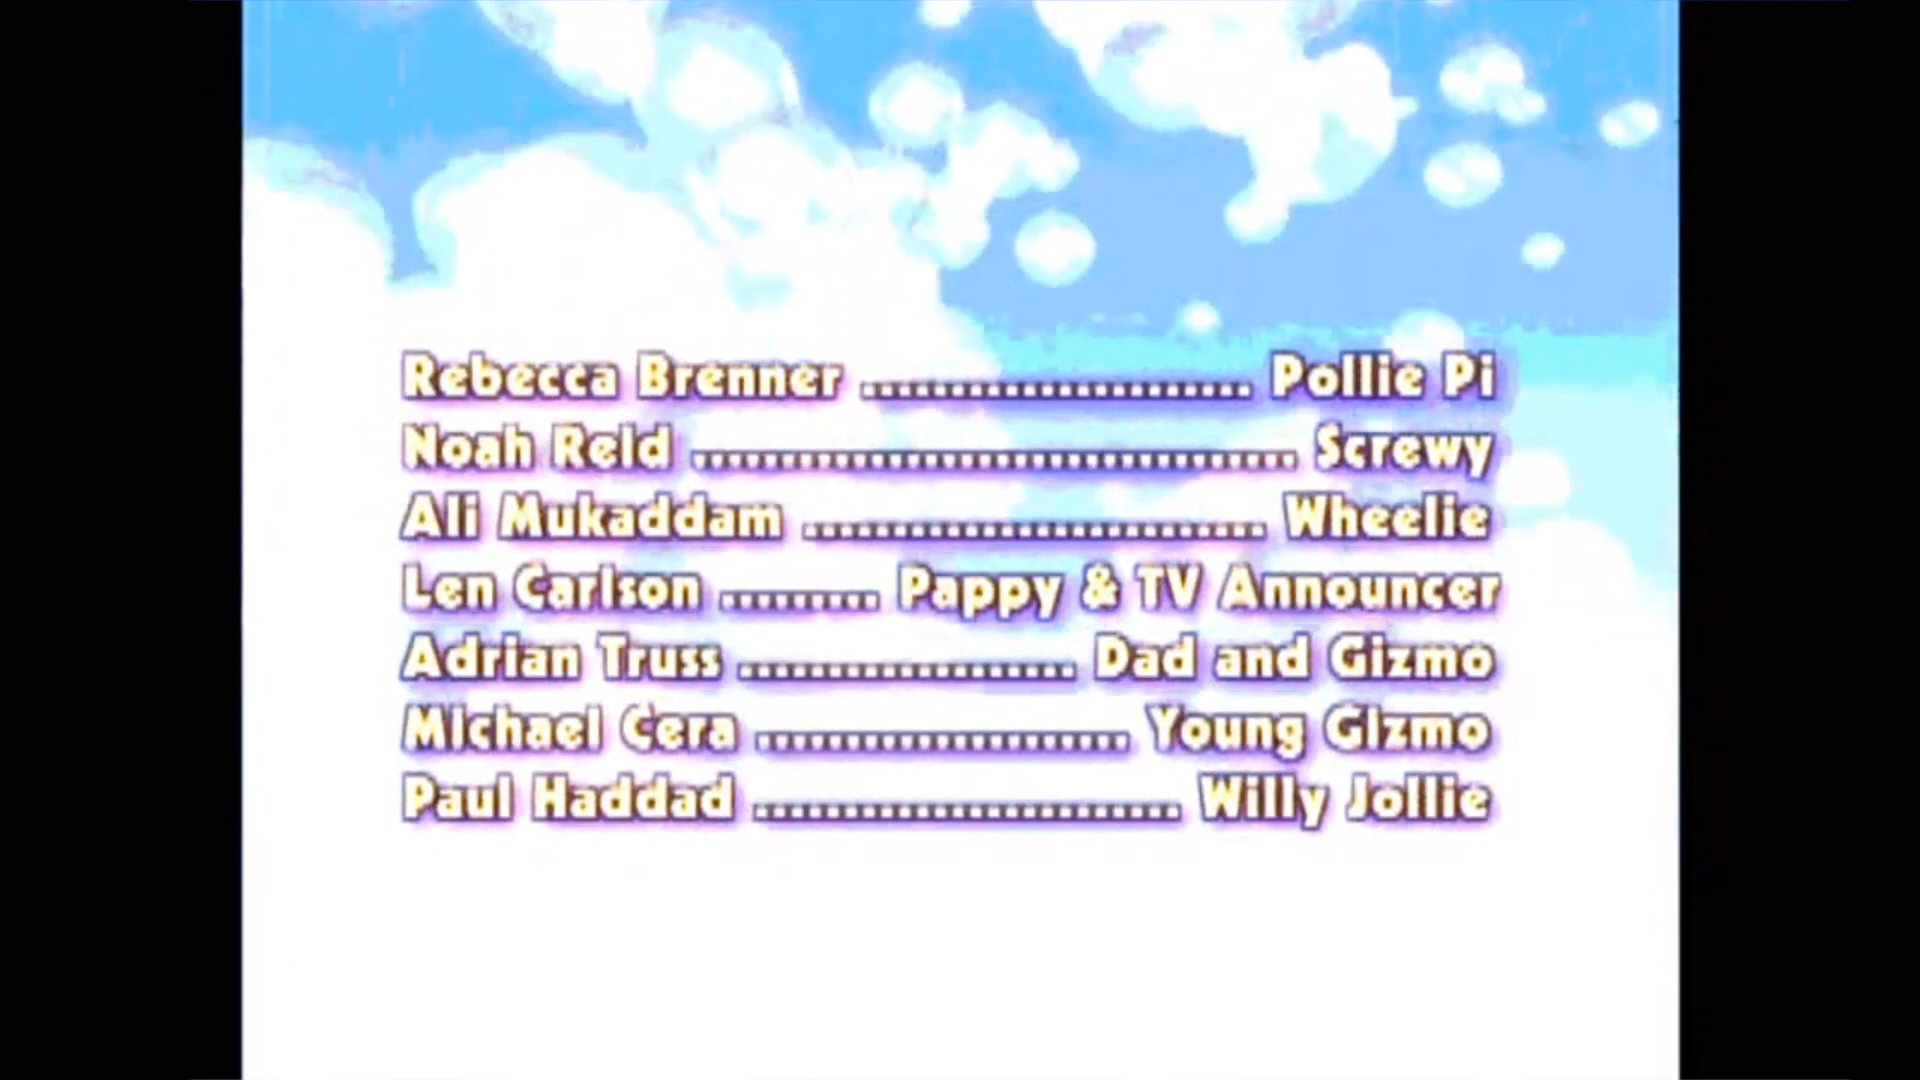 Rebecca Brenner ...................... Pollie Pi
Noah Reid .................................. Screwy
Ali Mukaddam .......................... Wheelie
Len Carlson ......... Pappy & TV Announcer
Adrian Truss ................... Dad and Gizmo
Michael Cera ..................... Young Gizmo
Paul Haddad ........................ Willy Jollie